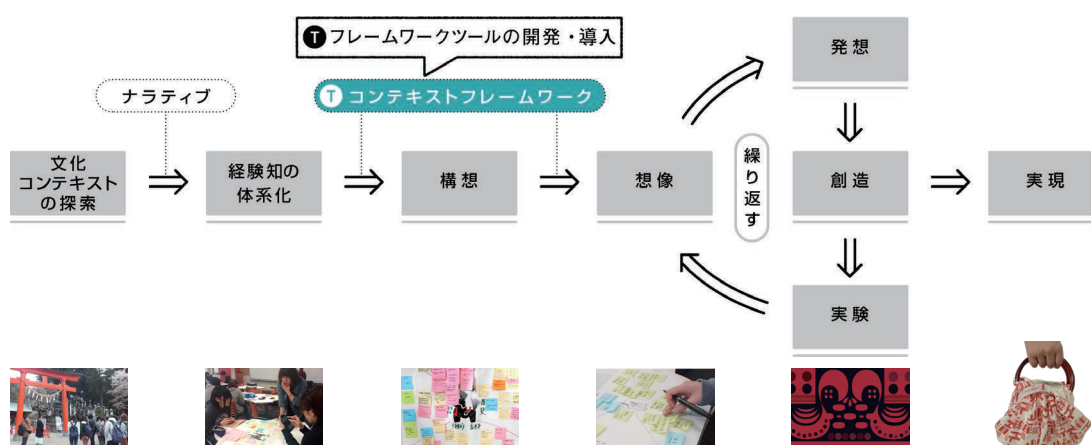 T フレームワークツールの開発・導入
発想
ナラティブ
T コンテキストフレームワーク
文化
コンテキスト
の探索
経験知の
体系化
構想
想像
繰り返す
創造
実現
実験